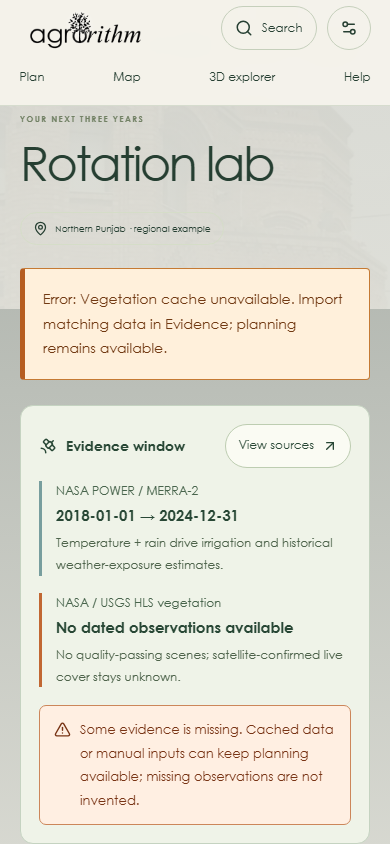 agrorithm
Search
Plan Map 3D explorer Help
YOUR NEXT THREE YEARS
Rotation lab
Northern Punjab · regional example
Error: Vegetation cache unavailable. Import
matching data in Evidence; planning
remains available.
Evidence window
View sources
NASA POWER / MERRA-2
2018-01-01 → 2024-12-31
Temperature + rain drive irrigation and historical
weather-exposure estimates.
NASA / USGS HLS vegetation
No dated observations available
No quality-passing scenes; satellite-confirmed live
cover stays unknown.
Some evidence is missing. Cached data
or manual inputs can keep planning
available; missing observations are not
invented.